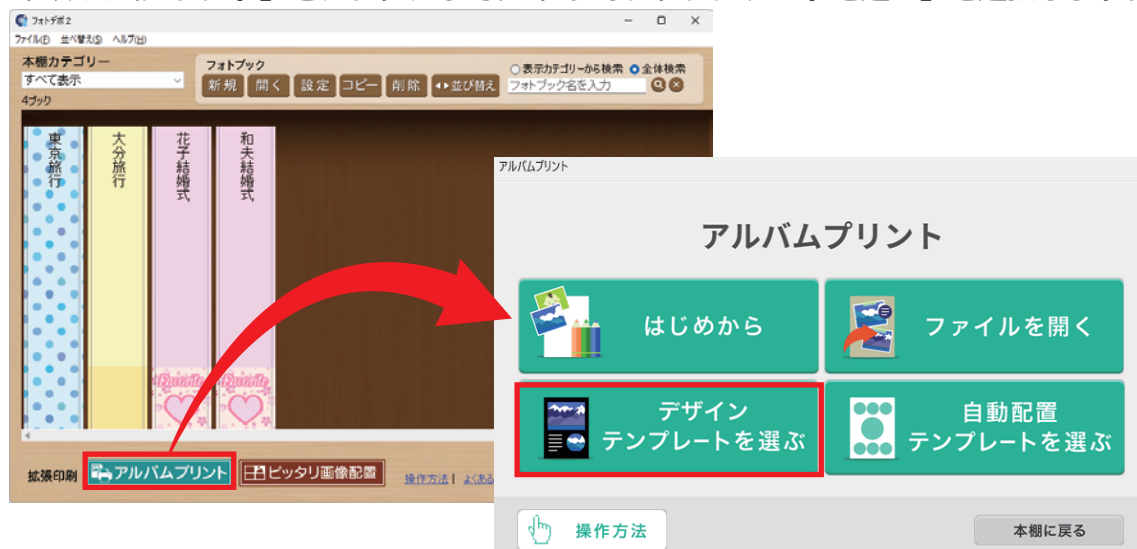 フォトデポ2
ファイル(F) 並べ替え(S) ヘルプ(H)
本棚カテゴリー
すべて表示
4ブック
フォトブック
新規 開く 設定 コピー 削除 並び替え
表示カテゴリーから検索 全体検索
フォトブック名を入力
東京旅行
大分旅行
花子結婚式
和夫結婚式
Favorite
Favorite
拡張印刷 アルバムプリント ピッタリ画像配置 操作方法 よくある
アルバムプリント
アルバムプリント
はじめから
ファイルを開く
デザイン
テンプレートを選ぶ
自動配置
テンプレートを選ぶ
操作方法
本棚に戻る